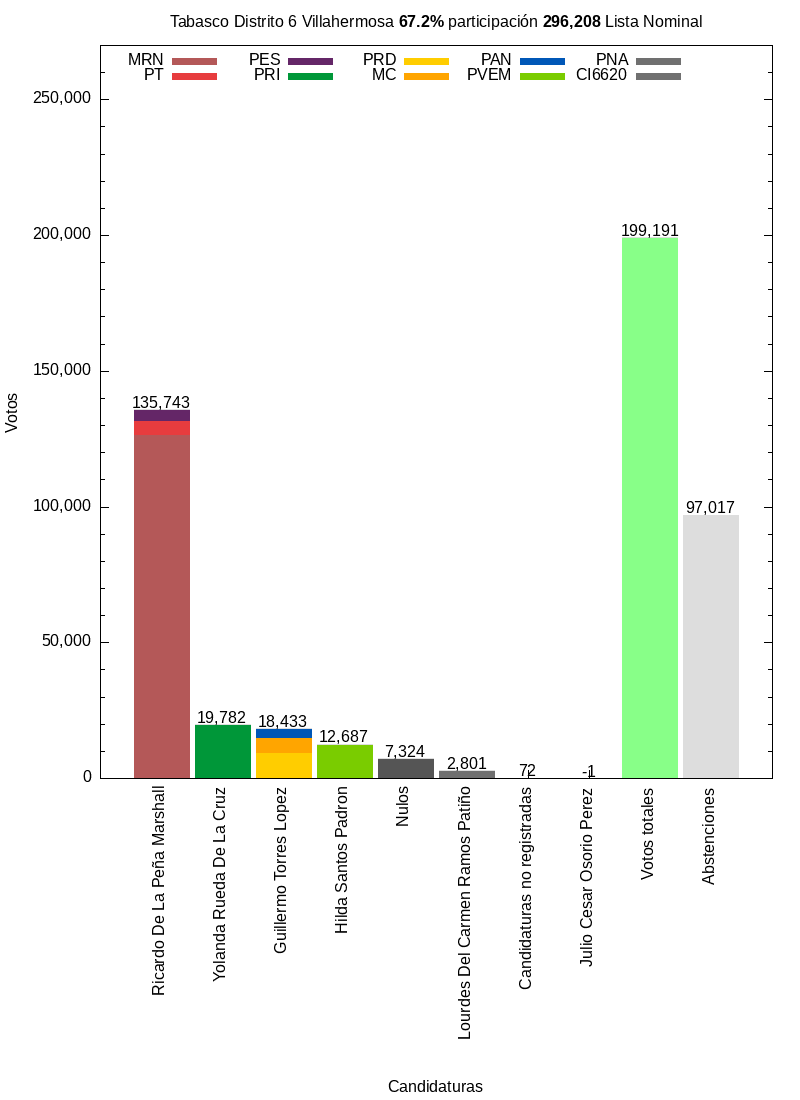 Tabasco Distrito 6 Villahermosa 67.2% participación 296,208 Lista Nominal
MRN PES PRD PAN PNA
PT PRI MC PVEM CI6620
250,000
200,000
150,000
100,000
50,000
0
Votos
135,743
19,782
18,433
12,687
7,324
2,801
72
-1
199,191
97,017
Ricardo De La Peña Marshall
Yolanda Rueda De La Cruz
Guillermo Torres Lopez
Hilda Santos Padron
Nulos
Lourdes Del Carmen Ramos Patiño
Candidaturas no registradas
Julio Cesar Osorio Perez
Votos totales
Abstenciones
Candidaturas